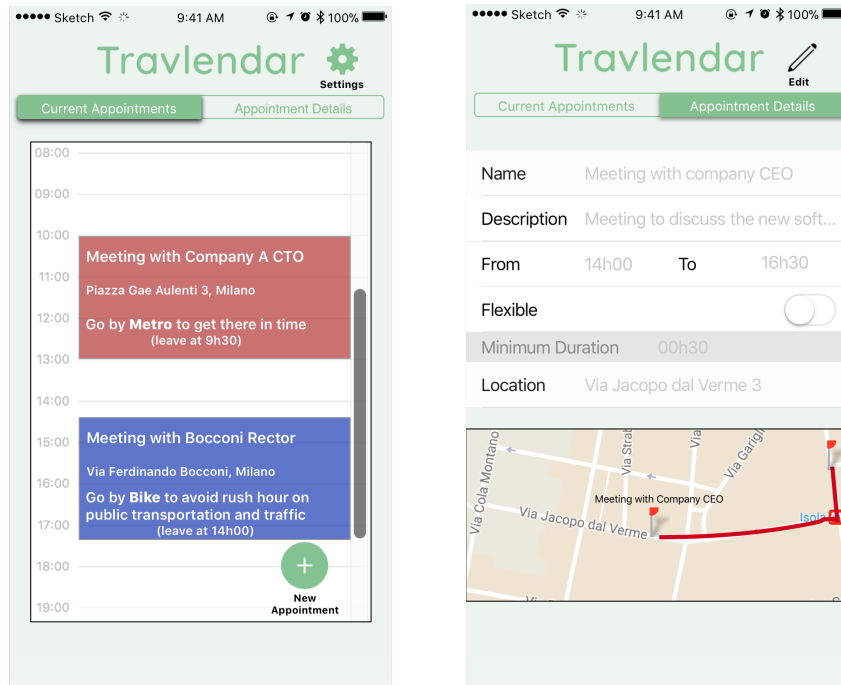 Sketch 9:41 AM 100%
Travlendar
Settings
Current Appointments Appointment Details
08:00
09:00
10:00
Meeting with Company A CTO
11:00
Piazza Gae Aulenti 3, Milano
12:00
Go by Metro to get there in time
(leave at 9h30)
13:00
14:00
15:00
Meeting with Bocconi Rector
Via Ferdinando Bocconi, Milano
16:00
Go by Bike to avoid rush hour on
public transportation and traffic
17:00
(leave at 14h00)
18:00
+
New
Appointment
19:00
Sketch 9:41 AM 100%
Travlendar
Edit
Current Appointments Appointment Details
Name Meeting with company CEO
Description Meeting to discuss the new soft...
From 14h00 To 16h30
Flexible
Minimum Duration 00h30
Location Via Jacopo dal Verme 3
Via Cola Montano
Via Strat
Via
Via Garigl
Meeting with Company CEO
Via Jacopo dal Verme
Isola